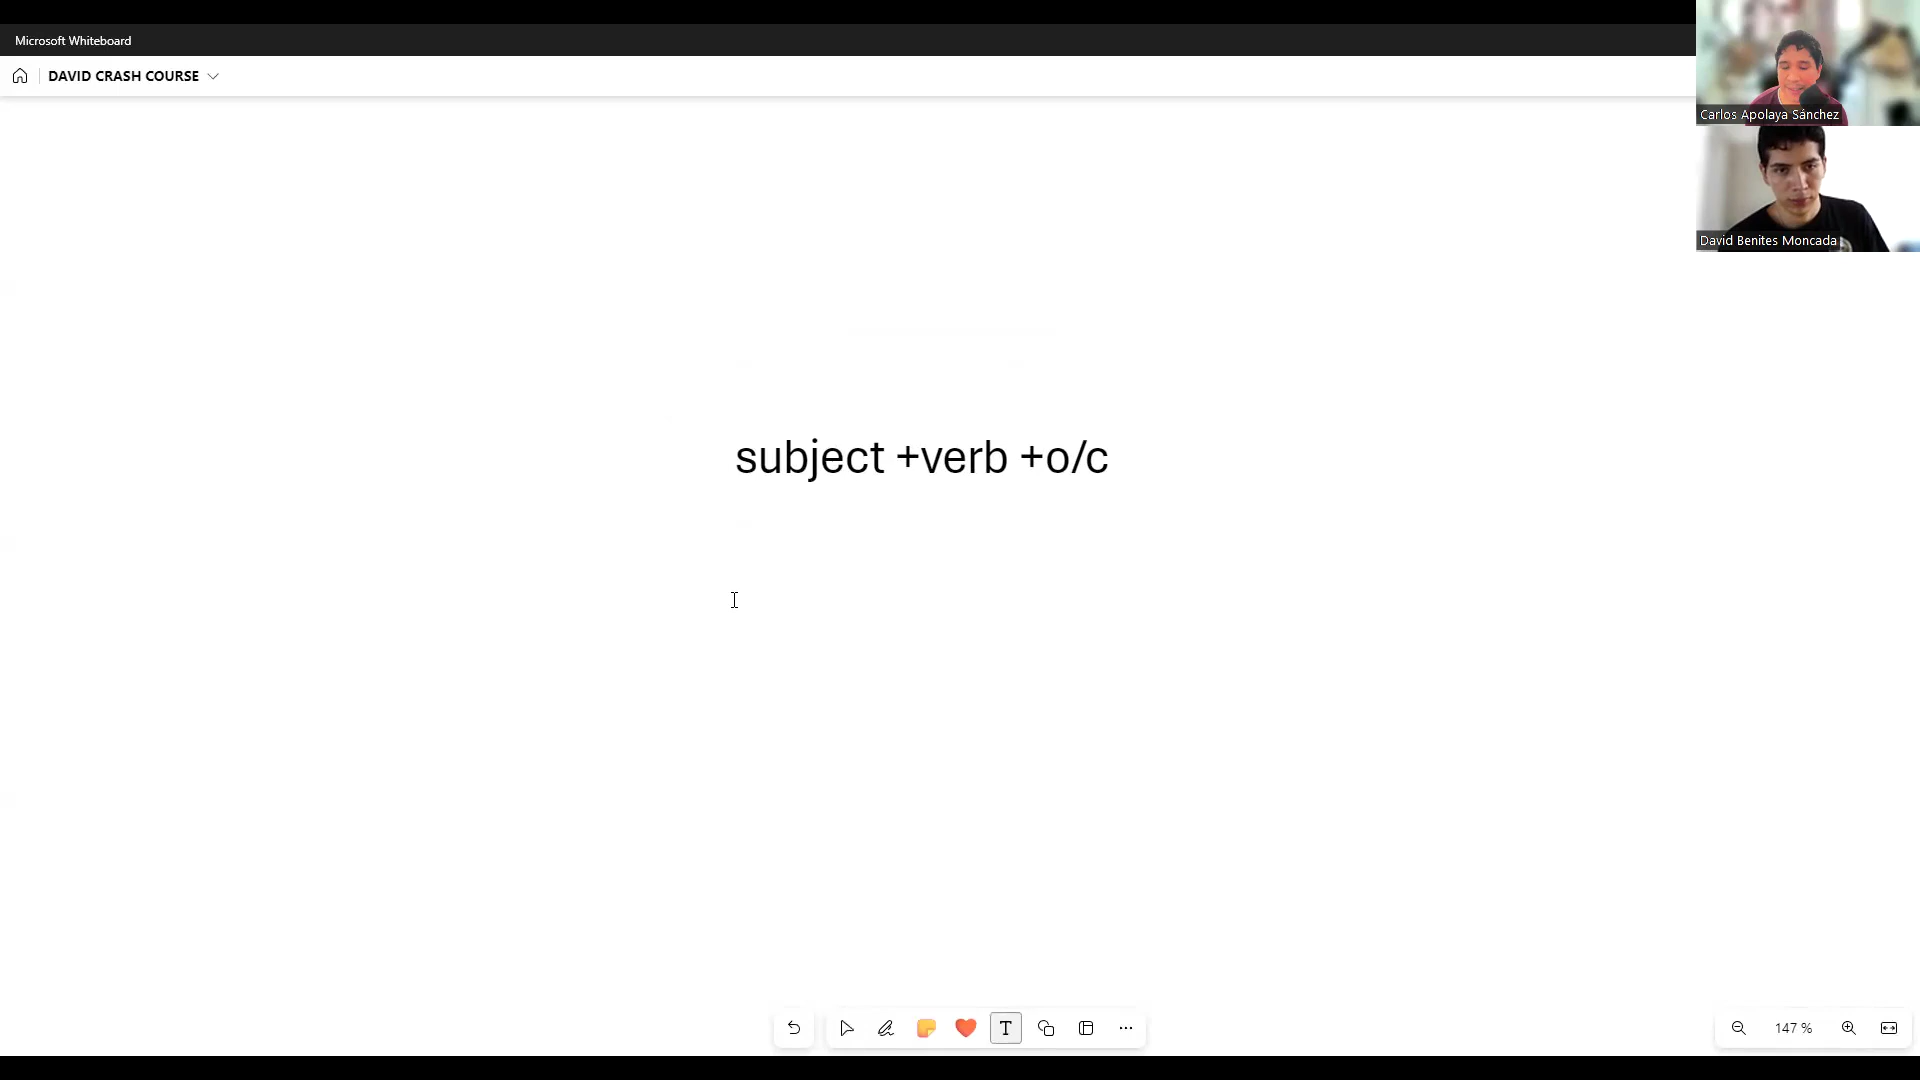 Microsoft Whiteboard
DAVID CRASH COURSE
Carlos Apolaya Sánchez
David Benites Moncada
subject +verb +o/c
T
147 %